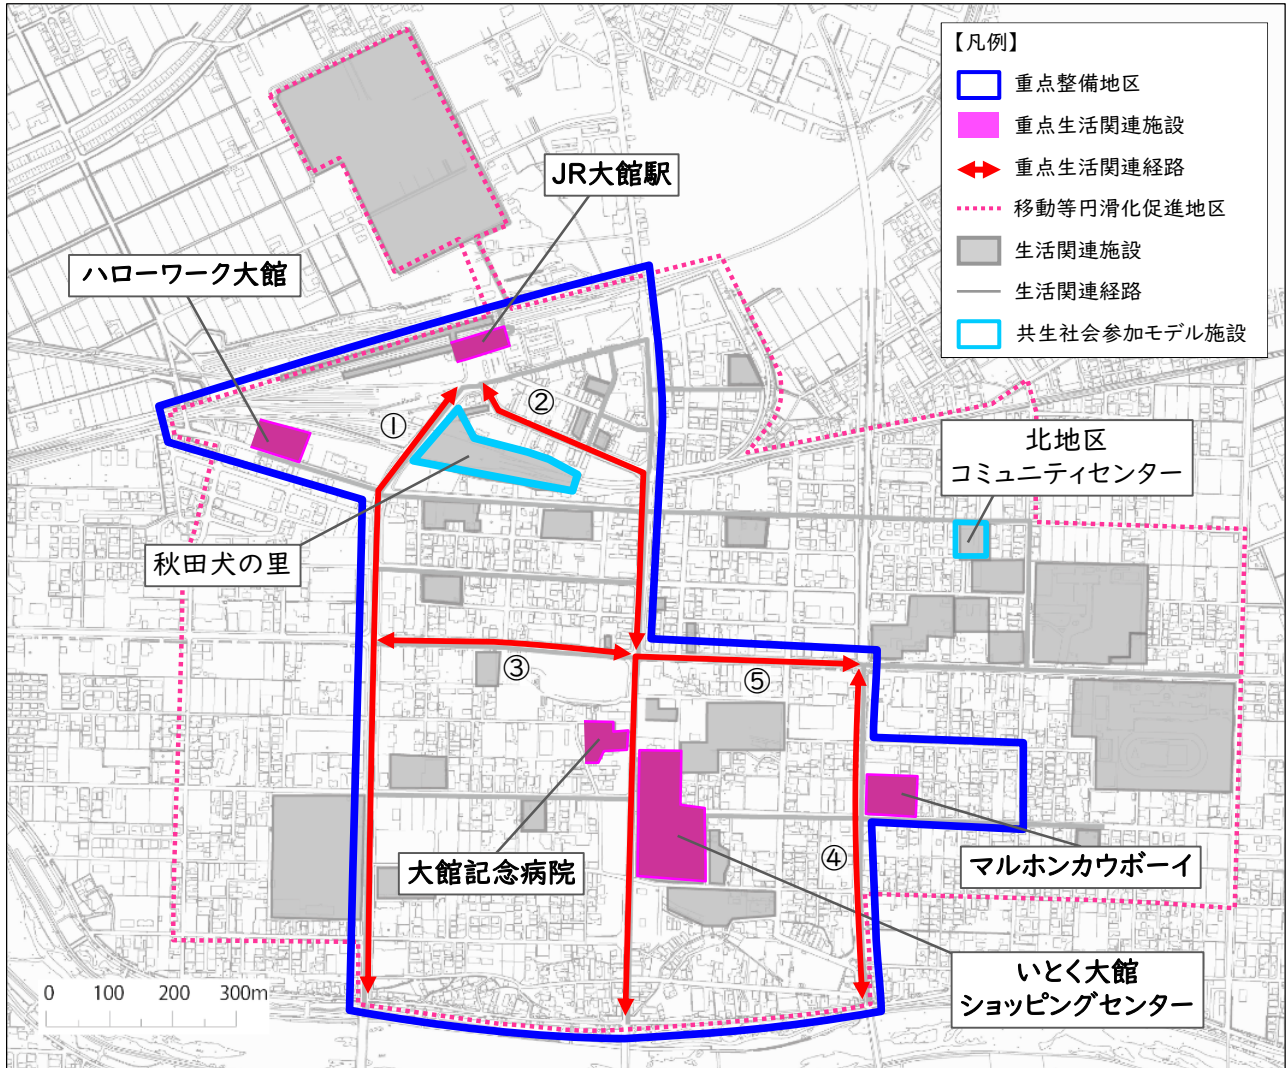 【凡例】
重点整備地区
重点生活関連施設
重点生活関連経路
移動等円滑化促進地区
生活関連施設
生活関連経路
共生社会参加モデル施設
JR大館駅
ハローワーク大館
①
②
北地区
コミュニティセンター
秋田犬の里
③
⑤
④
大館記念病院
マルホンカウボーイ
いとく大館
ショッピングセンター
0 100 200 300m